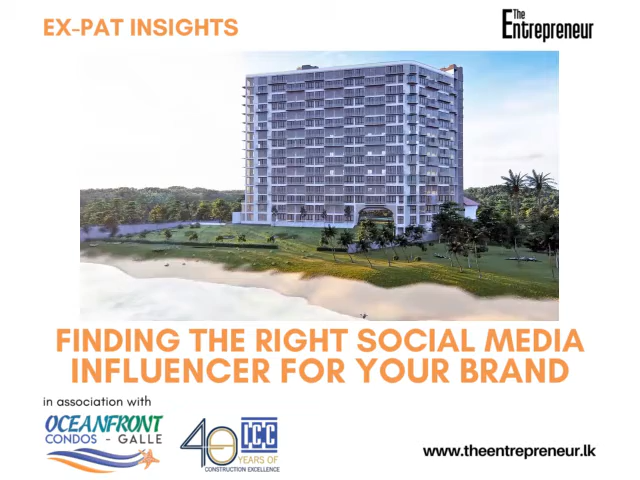 EX-PAT INSIGHTS
The
Entrepreneur
FINDING THE RIGHT SOCIAL MEDIA
INFLUENCER FOR YOUR BRAND
in association with
OCEANFRONT
CONDOS - GALLE
40 ICC
YEARS OF
CONSTRUCTION EXCELLENCE
www.theentrepreneur.lk